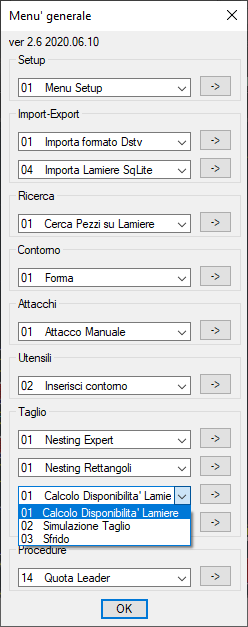 Menu' generale
ver 2.6 2020.06.10
Setup
01 Menu Setup
->
Import-Export
01 Importa formato Dstv
->
04 Importa Lamiere SqLite
->
Ricerca
01 Cerca Pezzi su Lamiere
->
Contorno
01 Forma
->
Attacchi
01 Attacco Manuale
->
Utensili
02 Inserisci contorno
->
Taglio
01 Nesting Expert
->
01 Nesting Rettangoli
->
01 Calcolo Disponibilita' Lamie
->
01 Calcolo Disponibilita' Lamiere
02 Simulazione Taglio
->
03 Sfrido
Procedure
14 Quota Leader
->
OK